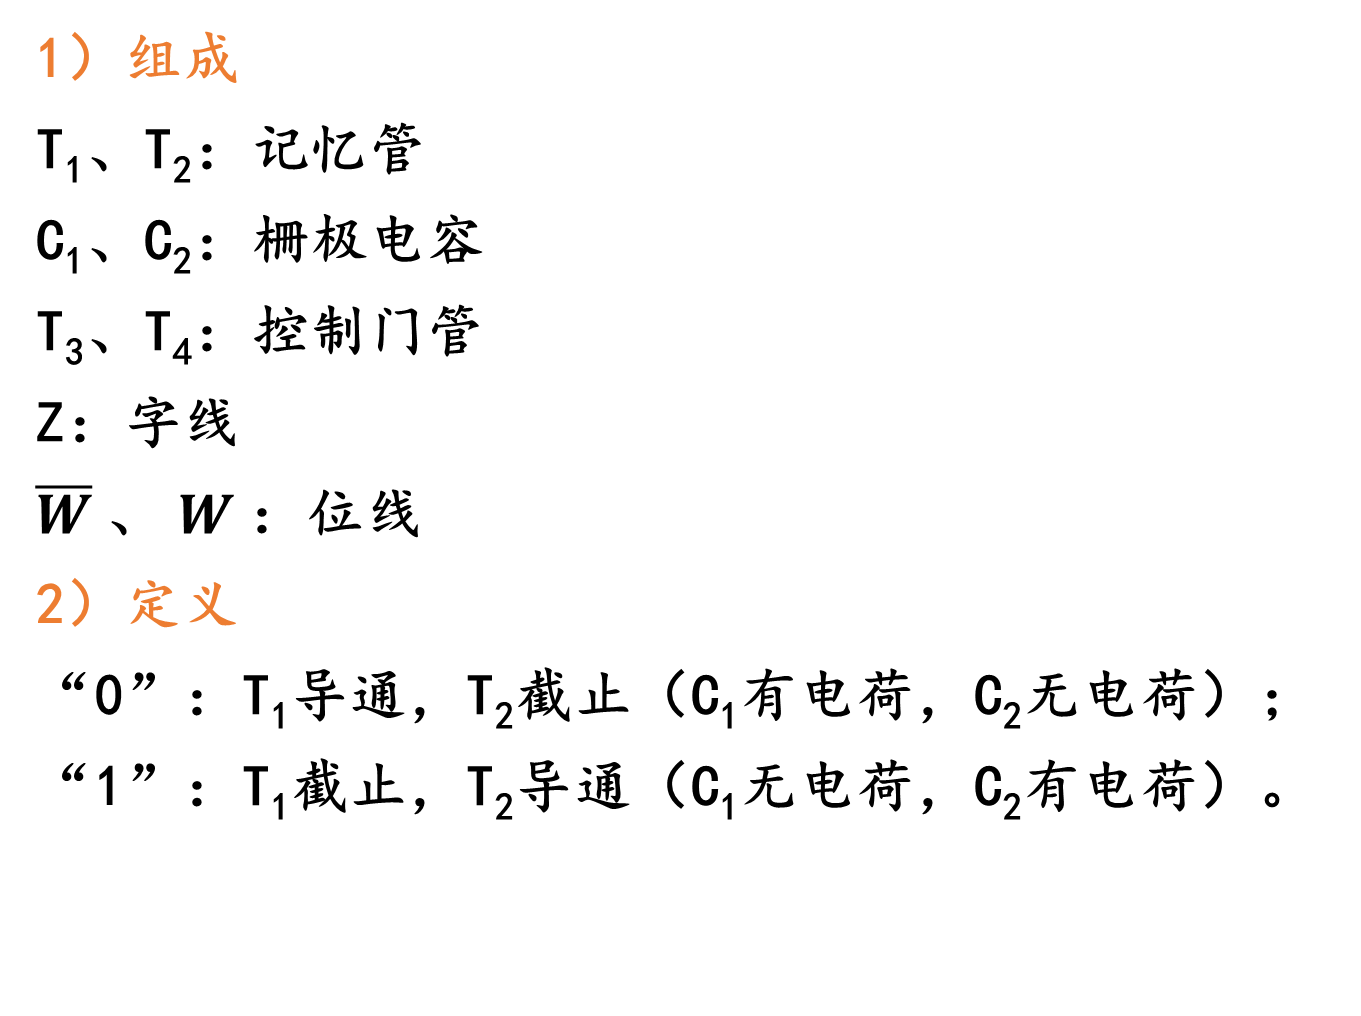 1）组成
T₁、T₂：记忆管
C₁、C₂：栅极电容
T₃、T₄：控制门管
Z：字线
W̅、W：位线
2）定义
“0”：T₁导通，T₂截止（C₁有电荷，C₂无电荷）；
“1”：T₁截止，T₂导通（C₁无电荷，C₂有电荷）。